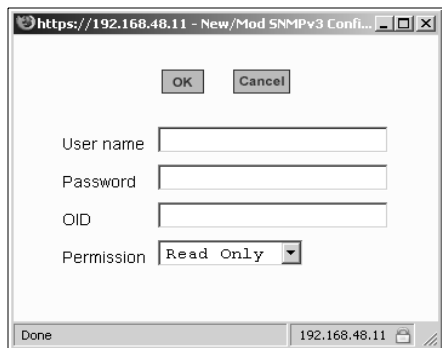 https://192.168.48.11 - New/Mod SNMPv3 Confi...
OK Cancel
User name
Password
OID
Permission Read Only
Done 192.168.48.11